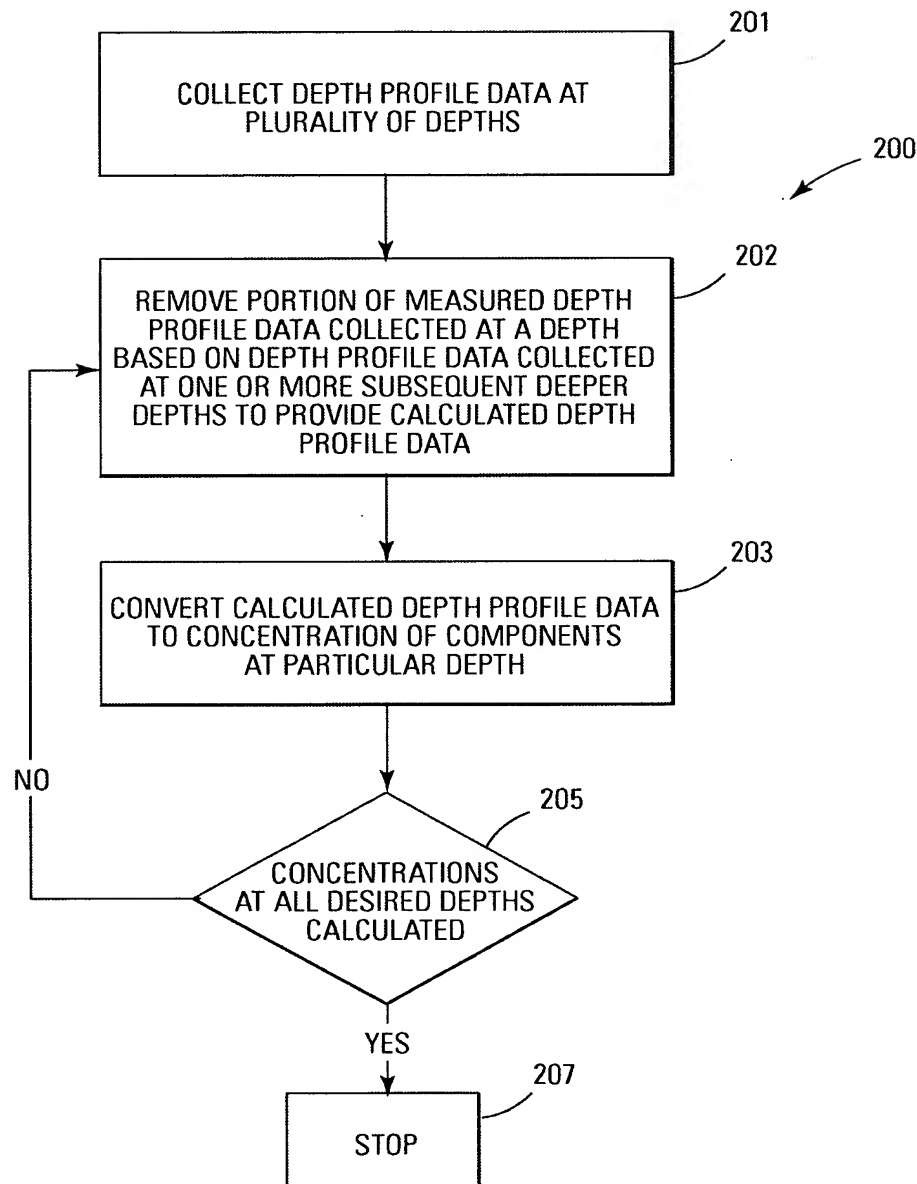 201
COLLECT DEPTH PROFILE DATA AT
PLURALITY OF DEPTHS
200
202
REMOVE PORTION OF MEASURED DEPTH
PROFILE DATA COLLECTED AT A DEPTH
BASED ON DEPTH PROFILE DATA COLLECTED
AT ONE OR MORE SUBSEQUENT DEEPER
DEPTHS TO PROVIDE CALCULATED DEPTH
PROFILE DATA
203
CONVERT CALCULATED DEPTH PROFILE DATA
TO CONCENTRATION OF COMPONENTS
AT PARTICULAR DEPTH
NO
205
CONCENTRATIONS
AT ALL DESIRED DEPTHS
CALCULATED
YES
207
STOP